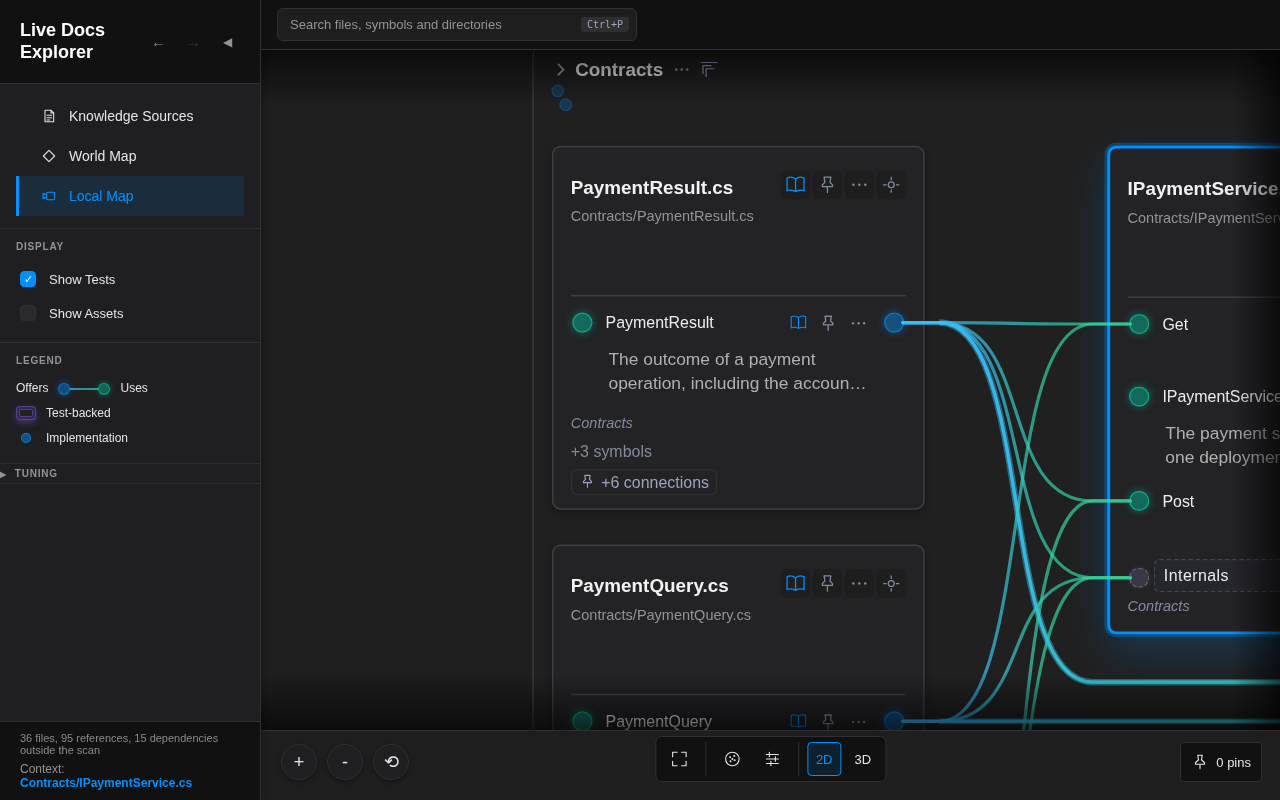 Live Docs
Explorer
Search files, symbols and directories
Ctrl+P
Knowledge Sources
World Map
Local Map
DISPLAY
Show Tests
Show Assets
LEGEND
Offers
Uses
Test-backed
Implementation
TUNING
36 files, 95 references, 15 dependencies
outside the scan
Context:
Contracts/IPaymentService.cs
Contracts
PaymentResult.cs
Contracts/PaymentResult.cs
PaymentResult
The outcome of a payment
operation, including the accoun…
Contracts
+3 symbols
+6 connections
PaymentQuery.cs
Contracts/PaymentQuery.cs
PaymentQuery
IPaymentService.
Contracts/IPaymentServ
Get
IPaymentService
The payment s
one deploymen
Post
Internals
Contracts
+
-
2D
3D
0 pins